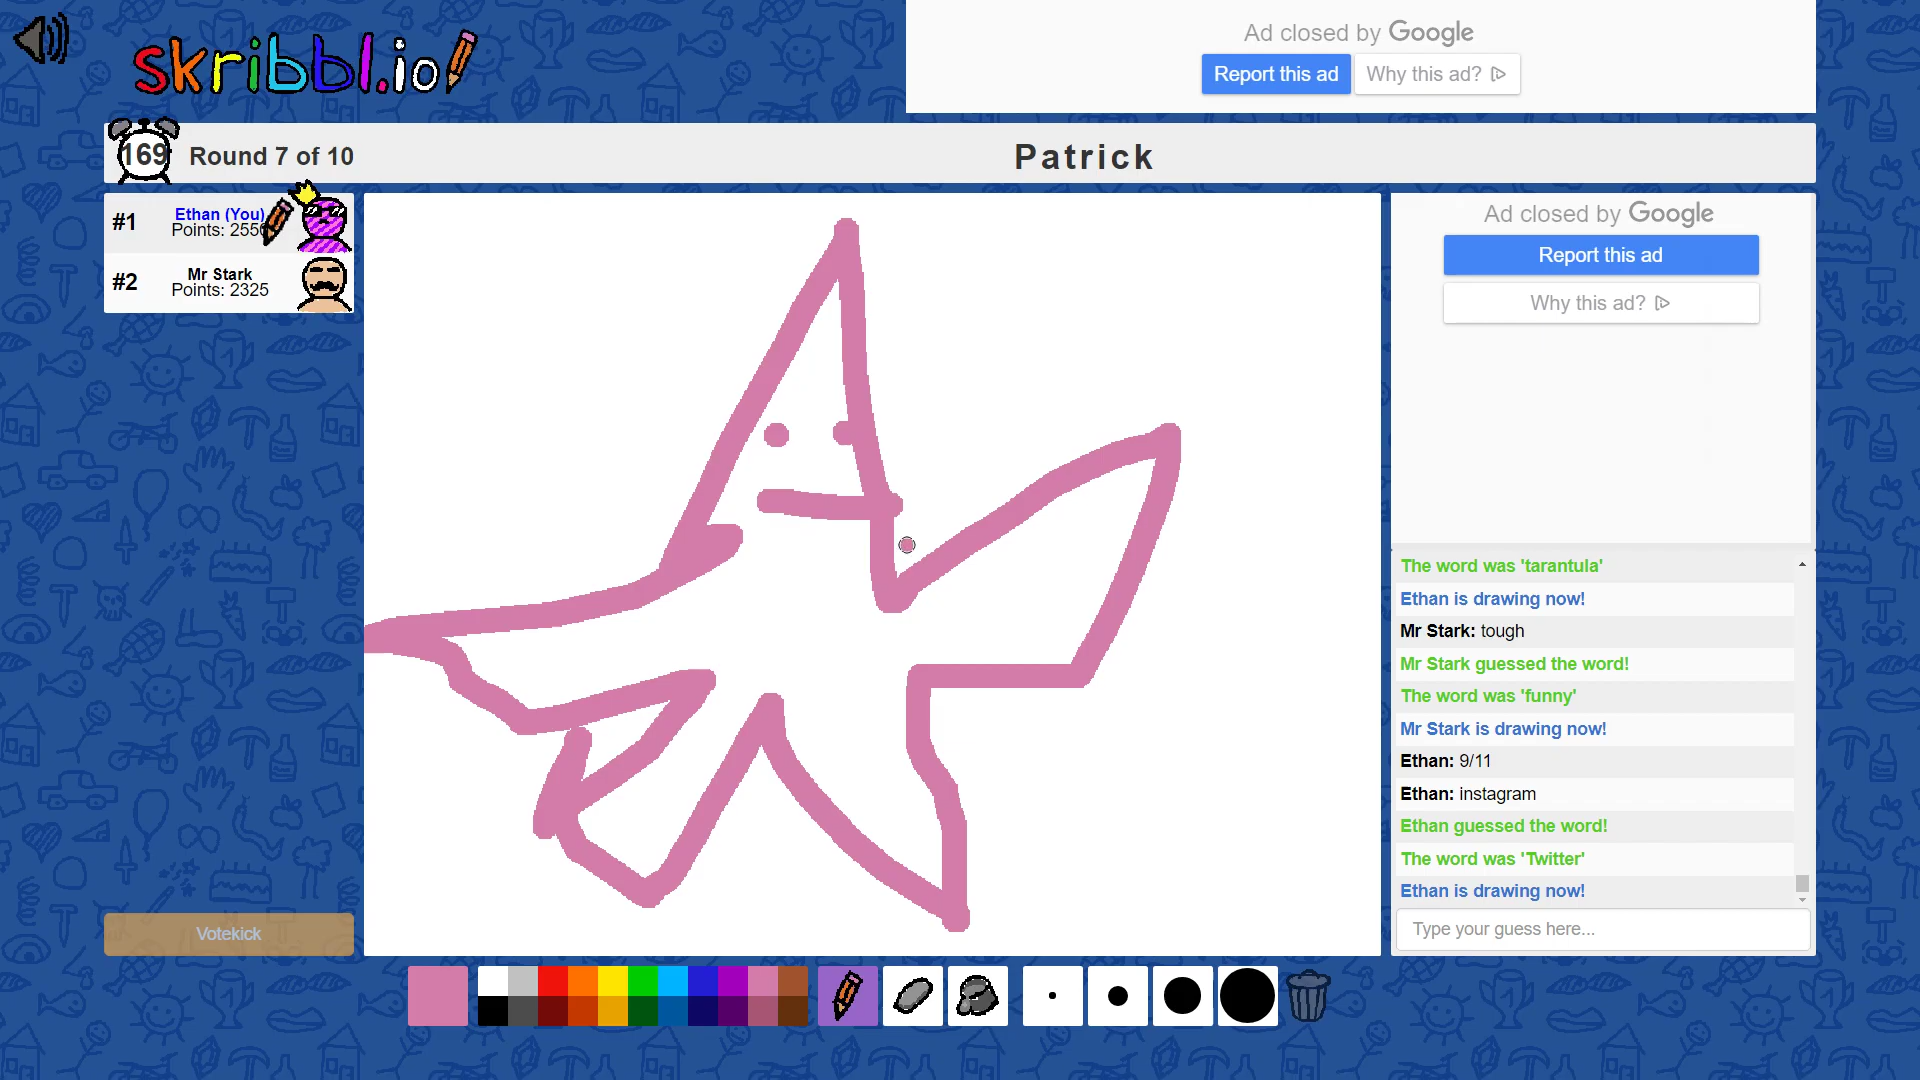 skribbl.io
Ad closed by Google
Report this ad
Why this ad?
169
Round 7 of 10
Patrick
#1
Ethan (You)
Points: 2550
#2
Mr Stark
Points: 2325
Ad closed by Google
Report this ad
Why this ad?
The word was 'tarantula'
Ethan is drawing now!
Mr Stark: tough
Mr Stark guessed the word!
The word was 'funny'
Mr Stark is drawing now!
Ethan: 9/11
Ethan: instagram
Ethan guessed the word!
The word was 'Twitter'
Ethan is drawing now!
Type your guess here...
Votekick